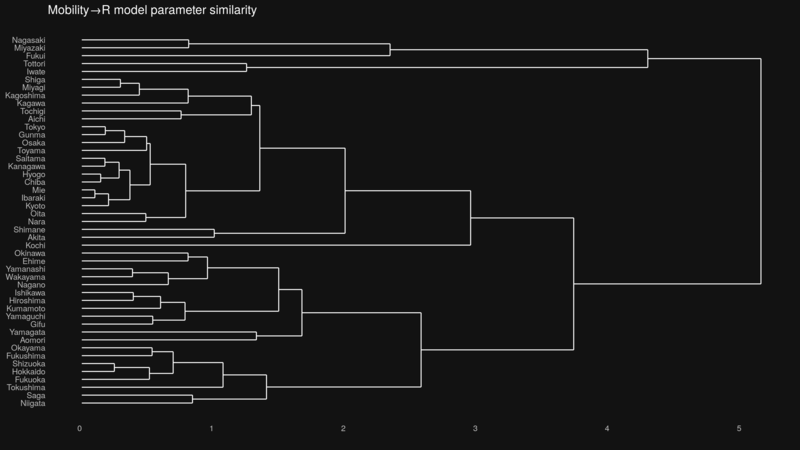 Mobility→R model parameter similarity
Nagasaki
Miyazaki
Fukui
Tottori
Iwate
Shiga
Miyagi
Kagoshima
Kagawa
Tochigi
Aichi
Tokyo
Gunma
Osaka
Toyama
Saitama
Kanagawa
Hyogo
Chiba
Mie
Ibaraki
Kyoto
Oita
Nara
Shimane
Akita
Kochi
Okinawa
Ehime
Yamanashi
Wakayama
Nagano
Ishikawa
Hiroshima
Kumamoto
Yamaguchi
Gifu
Yamagata
Aomori
Okayama
Fukushima
Shizuoka
Hokkaido
Fukuoka
Tokushima
Saga
Niigata
0 1 2 3 4 5